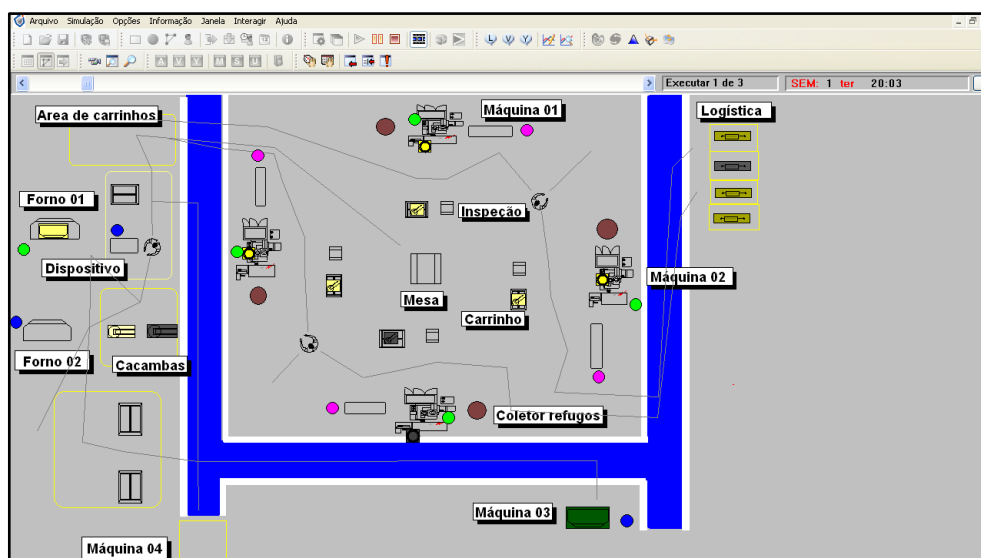 Arquivo Simulação Opções Informação Janela Interagir Ajuda
Executar 1 de 3 SEM: 1 ter 20:03
Area de carrinhos
Máquina 01
Logística
Forno 01
Inspeção
Dispositivo
Máquina 02
Mesa
Carrinho
Forno 02
Cacambas
Coletor refugos
Máquina 03
Máquina 04